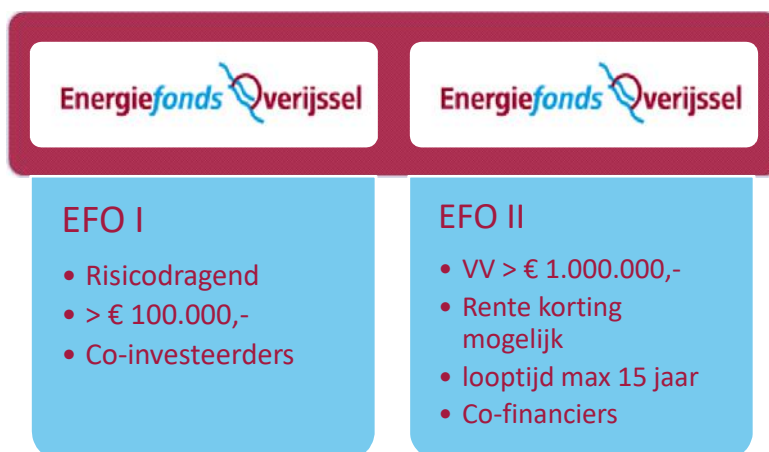 Energiefonds Overijssel
Energiefonds Overijssel
EFO I
• Risicodragend
• > € 100.000,-
• Co-investeerders
EFO II
• VV > € 1.000.000,-
• Rente korting
mogelijk
• looptijd max 15 jaar
• Co-financiers